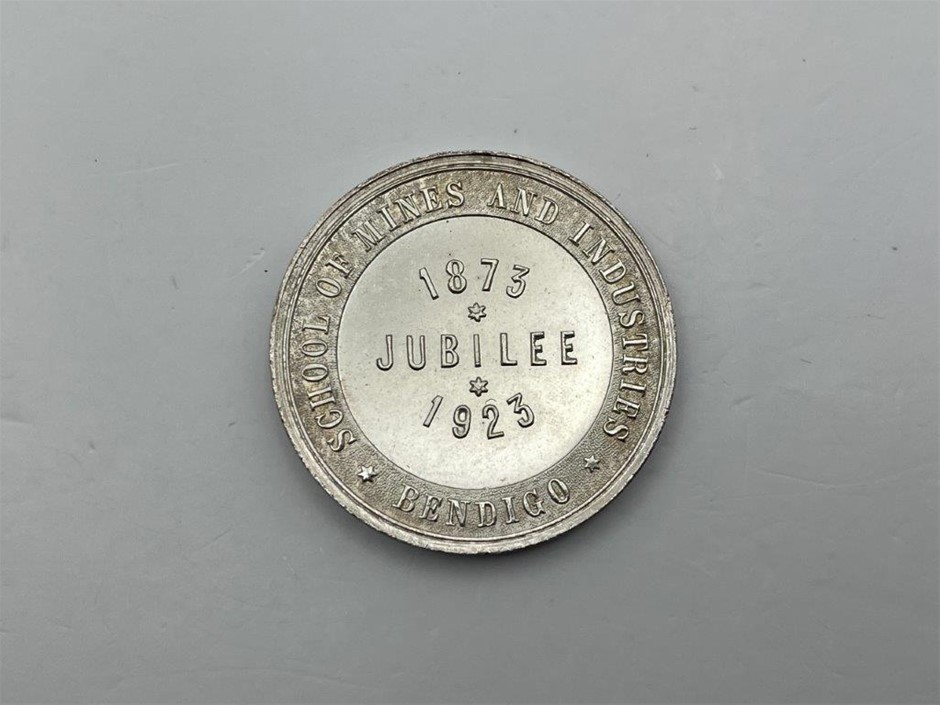 SCHOOL OF MINES AND INDUSTRIES
1873
JUBILEE
1923
BENDIGO